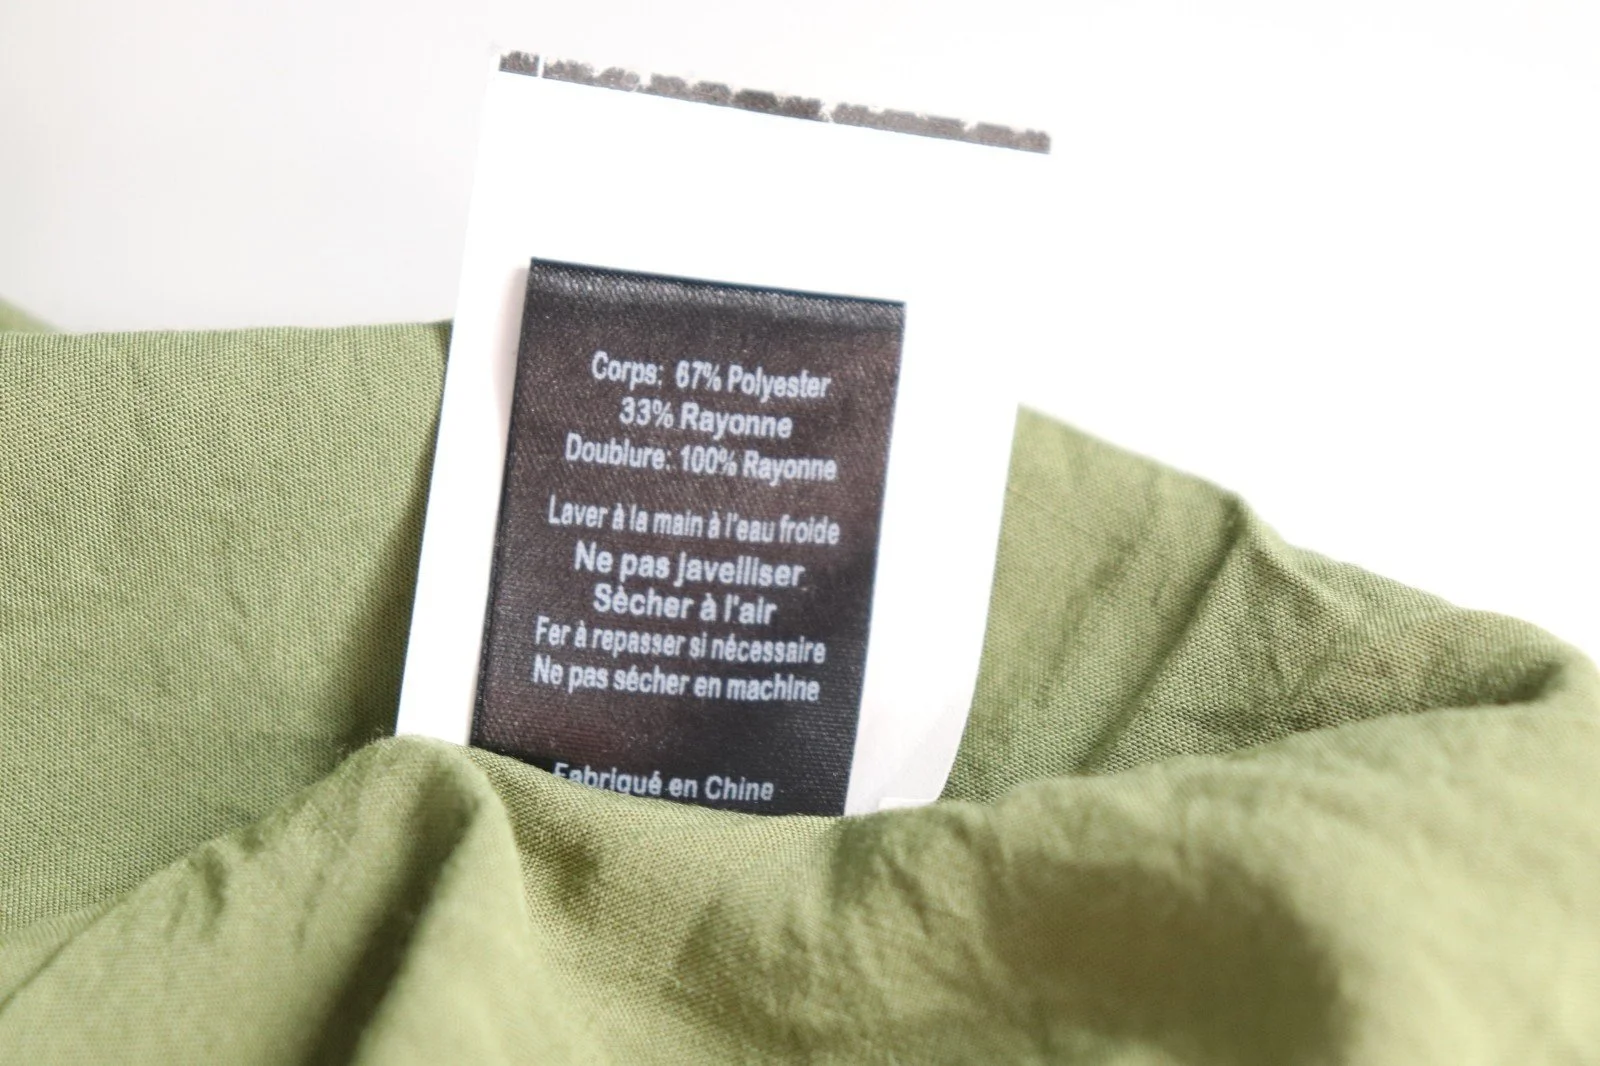 Corps: 67% Polyester
33% Rayonne
Doublure: 100% Rayonne
Laver à la main à l'eau froide
Ne pas javelliser
Sècher à l'air
Fer à repasser si nécessaire
Ne pas sécher en machine
Fabriqué en Chine